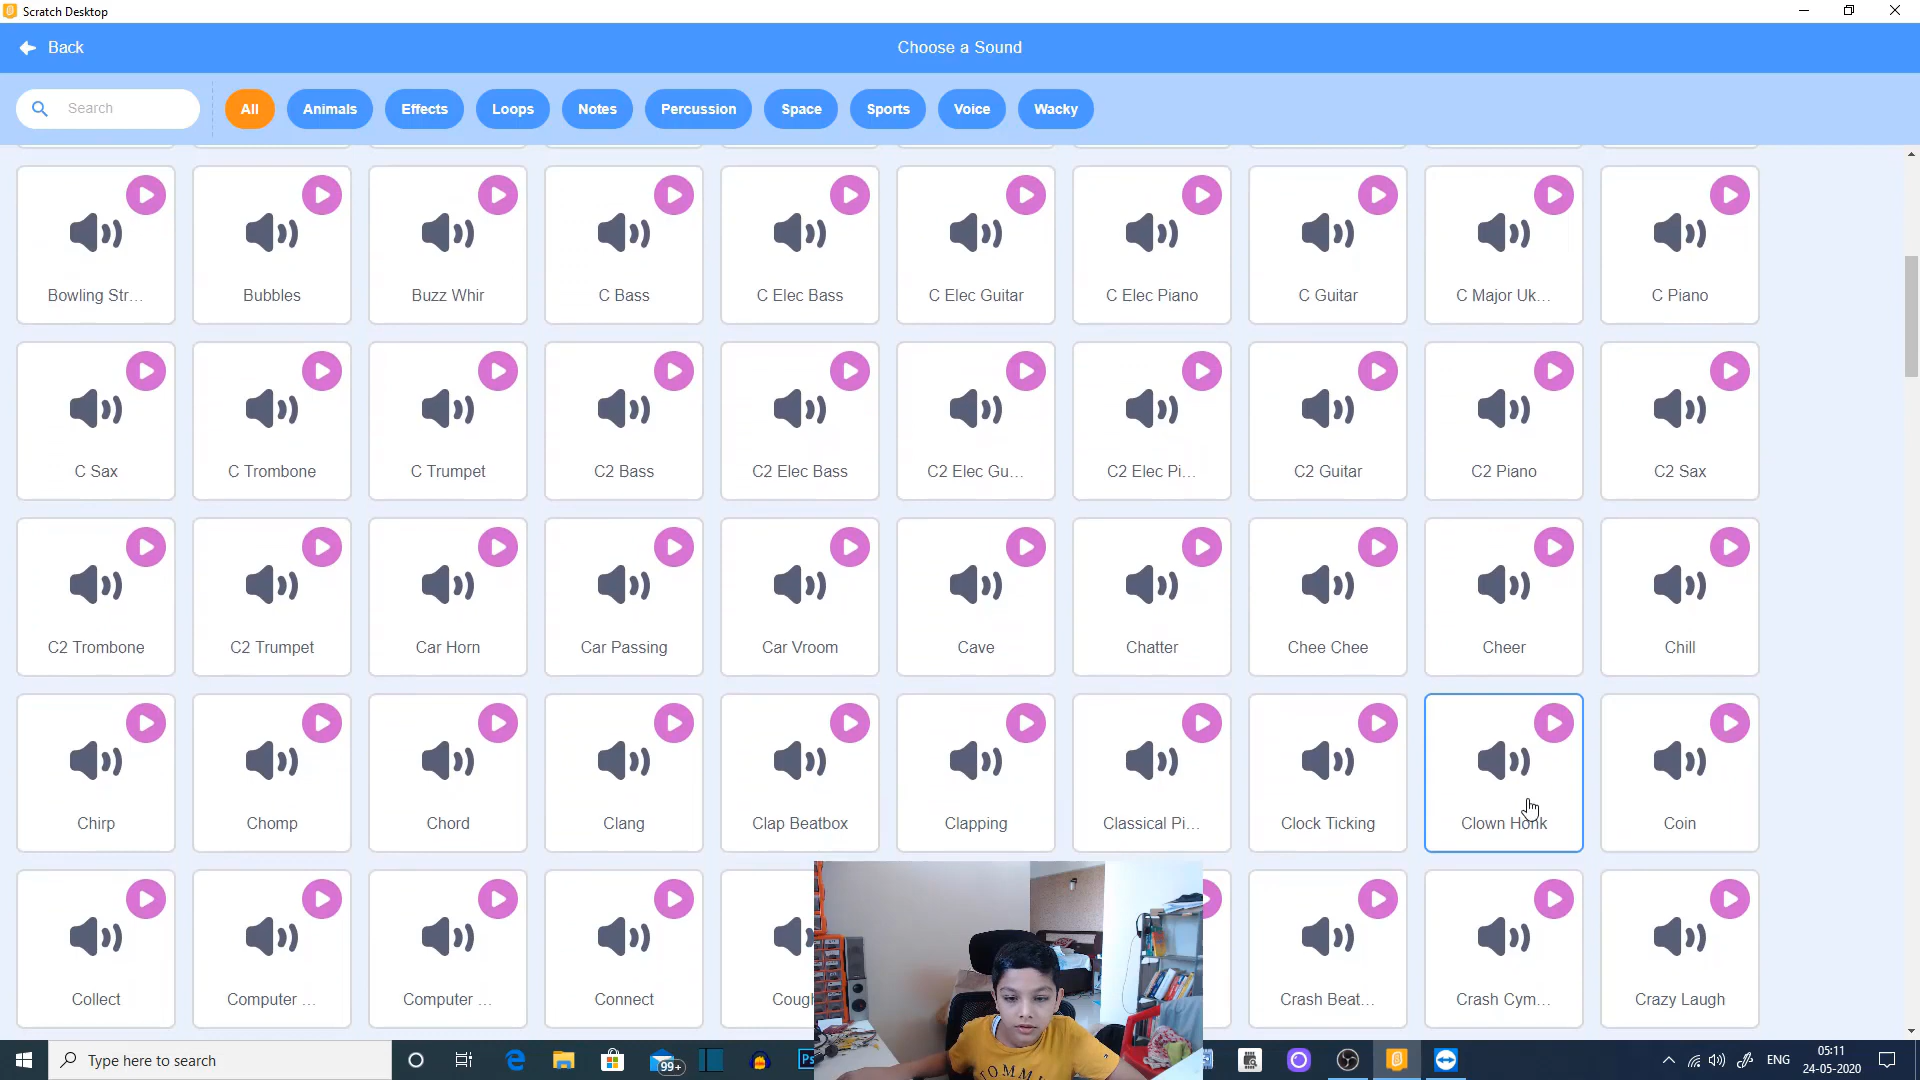 Scratch Desktop
Back
Choose a Sound
Search
All
Animals
Effects
Loops
Notes
Percussion
Space
Sports
Voice
Wacky
Bowling Str...
Bubbles
Buzz Whir
C Bass
C Elec Bass
C Elec Guitar
C Elec Piano
C Guitar
C Major Uk...
C Piano
C Sax
C Trombone
C Trumpet
C2 Bass
C2 Elec Bass
C2 Elec Gu...
C2 Elec Pi...
C2 Guitar
C2 Piano
C2 Sax
C2 Trombone
C2 Trumpet
Car Horn
Car Passing
Car Vroom
Cave
Chatter
Chee Chee
Cheer
Chill
Chirp
Chomp
Chord
Clang
Clap Beatbox
Clapping
Classical Pi...
Clock Ticking
Clown Honk
Coin
Collect
Computer ...
Computer ...
Connect
Cough
Crash Beat...
Crash Cym...
Crazy Laugh
TOMM
Type here to search
99+
Ps
ENG
05:11
24-05-2020